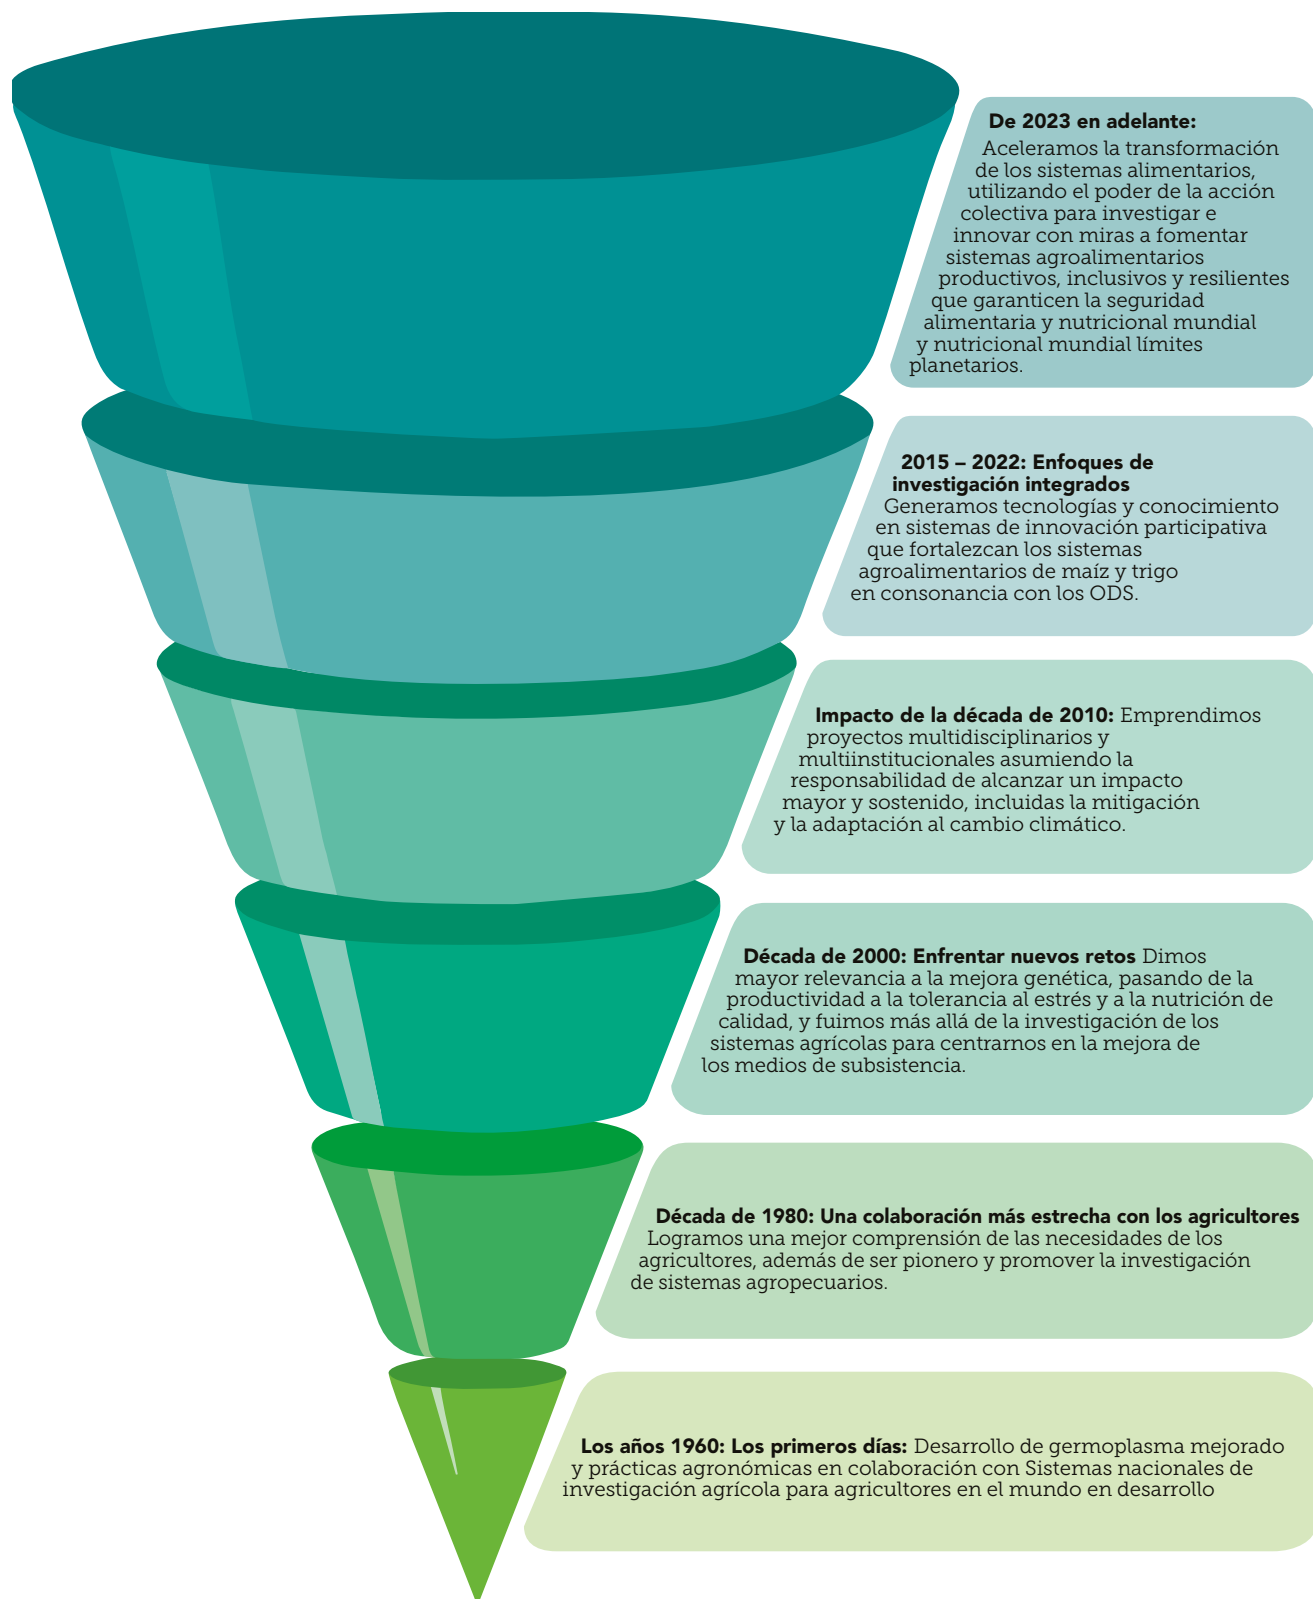 De 2023 en adelante:
Aceleramos la transformación
de los sistemas alimentarios,
utilizando el poder de la acción
colectiva para investigar e
innovar con miras a fomentar
sistemas agroalimentarios
productivos, inclusivos y resilientes
que garanticen la seguridad
alimentaria y nutricional mundial
y nutricional mundial límites
planetarios.
2015 – 2022: Enfoques de
investigación integrados
Generamos tecnologías y conocimiento
en sistemas de innovación participativa
que fortalezcan los sistemas
agroalimentarios de maíz y trigo
en consonancia con los ODS.
Impacto de la década de 2010: Emprendimos
proyectos multidisciplinarios y
multiinstitucionales asumiendo la
responsabilidad de alcanzar un impacto
mayor y sostenido, incluidas la mitigación
y la adaptación al cambio climático.
Década de 2000: Enfrentar nuevos retos Dimos
mayor relevancia a la mejora genética, pasando de la
productividad a la tolerancia al estrés y a la nutrición de
calidad, y fuimos más allá de la investigación de los
sistemas agrícolas para centrarnos en la mejora de
los medios de subsistencia.
Década de 1980: Una colaboración más estrecha con los agricultores
Logramos una mejor comprensión de las necesidades de los
agricultores, además de ser pionero y promover la investigación
de sistemas agropecuarios.
Los años 1960: Los primeros días: Desarrollo de germoplasma mejorado
y prácticas agronómicas en colaboración con Sistemas nacionales de
investigación agrícola para agricultores en el mundo en desarrollo